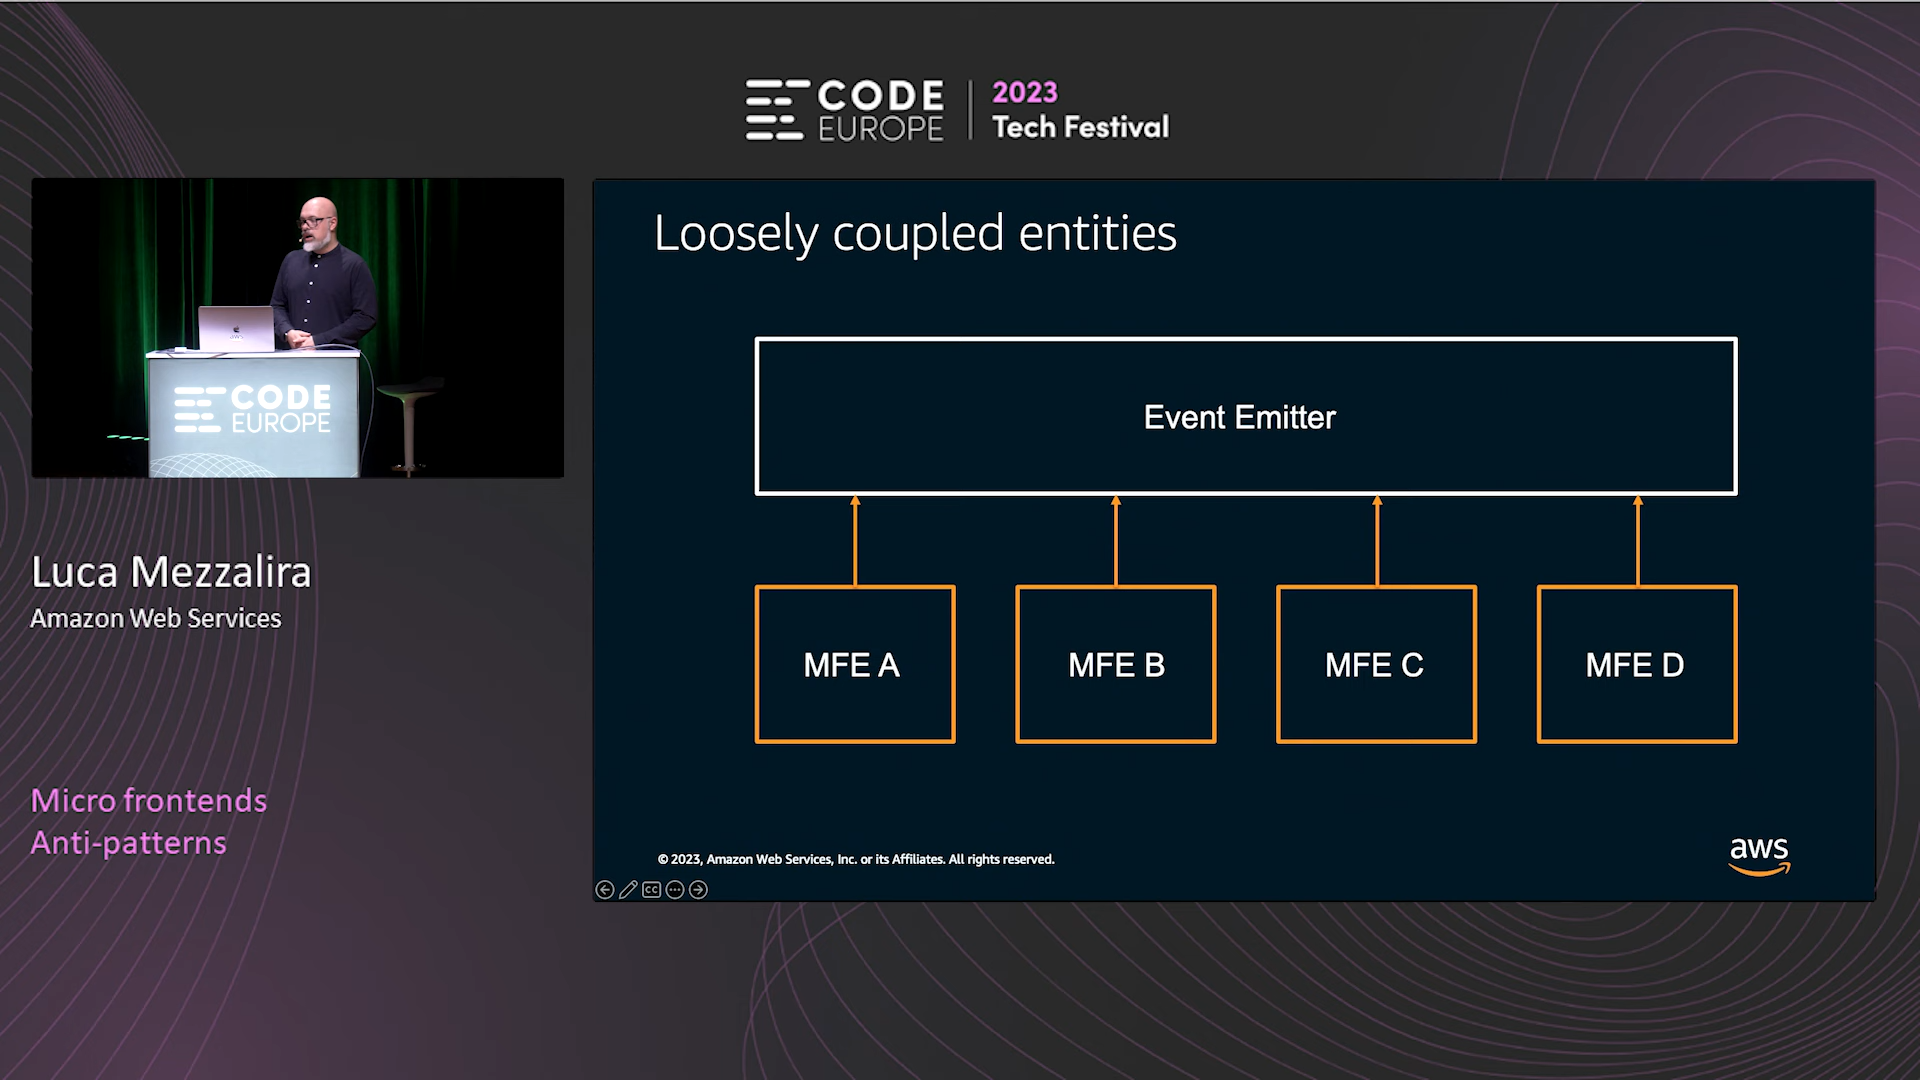 CODE
EUROPE
2023
Tech Festival
CODE
EUROPE
Luca Mezzalira
Amazon Web Services
Micro frontends
Anti-patterns
Loosely coupled entities
Event Emitter
MFE A
MFE B
MFE C
MFE D
© 2023, Amazon Web Services, Inc. or its Affiliates. All rights reserved.
aws
CC